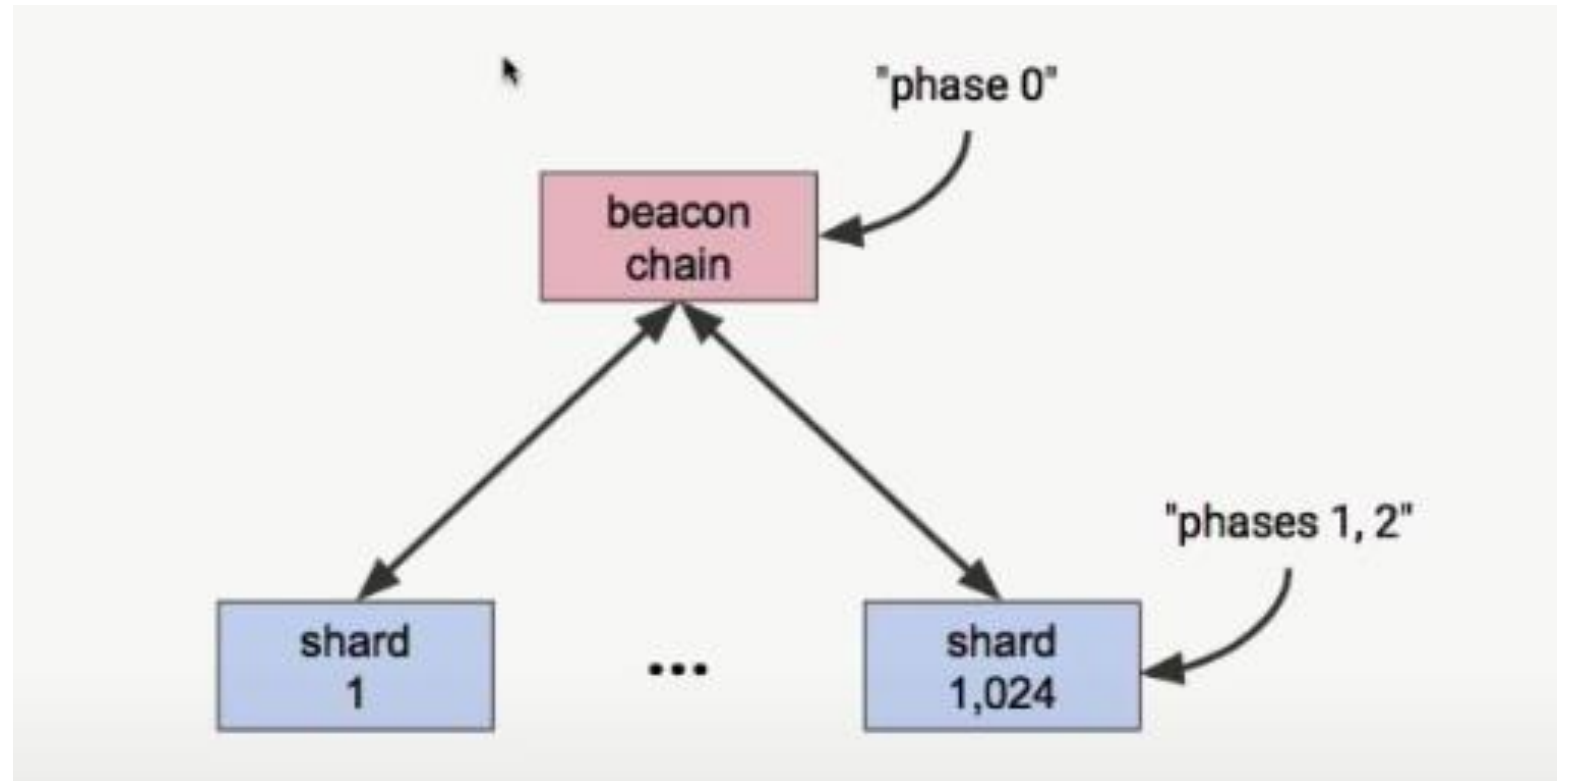 "phase 0"
beacon
chain
"phases 1, 2"
shard
1
...
shard
1,024